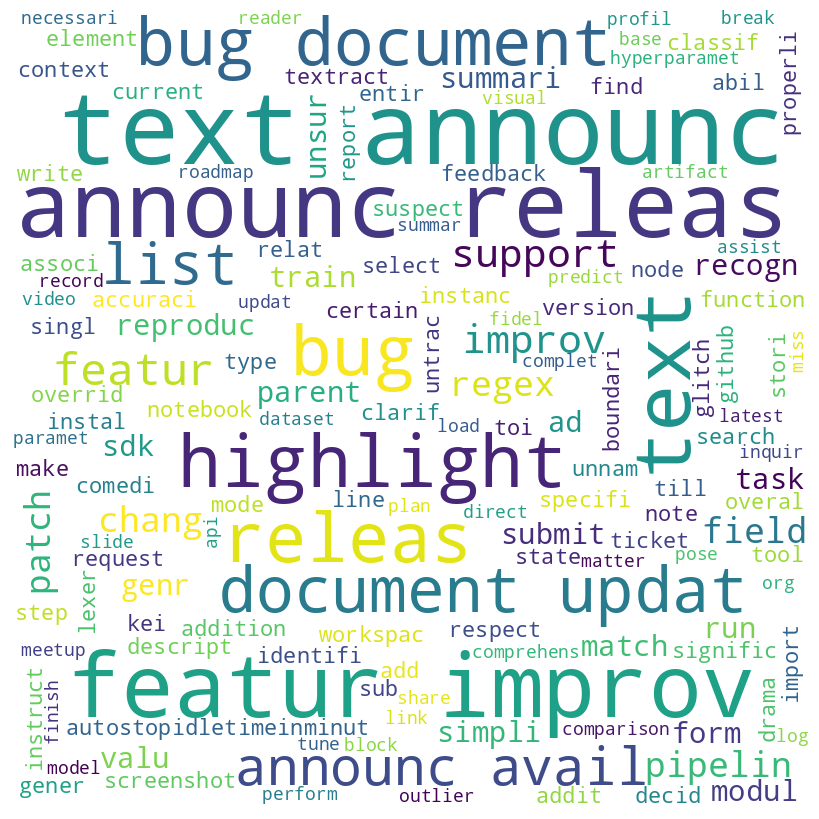 necessari reader profil break
element bug document base classif
context textract summari hyperparamet properli
current entir visual find abil
text announc unsur report
write roadmap feedback artifact
announc releas suspect summar
associ list relat select support node recogn assist
record train predict
video accuraci updat certain instanc version function
singl reproduc type bug untrac improv fidel complet boundari text glitch github stori miss
featur parent regex
overrid notebook dataset clarif load toi ad latest
instal search
paramet sdk highlight unnam inquir
make comedi mode line plan specifi till task overal
patch chang api releas direct submit note field
slide request state matter ticket pose tool
lexer genr document updat org
step kei addition workspac respect run
meetup descript identifi comprehens match signific import
instruct finish featur improv add sub share link
autostopidletimeinminut simpli comparison form drama log
model valu tune block announc avail pipelin
gener screenshot perform outlier addit decid modul